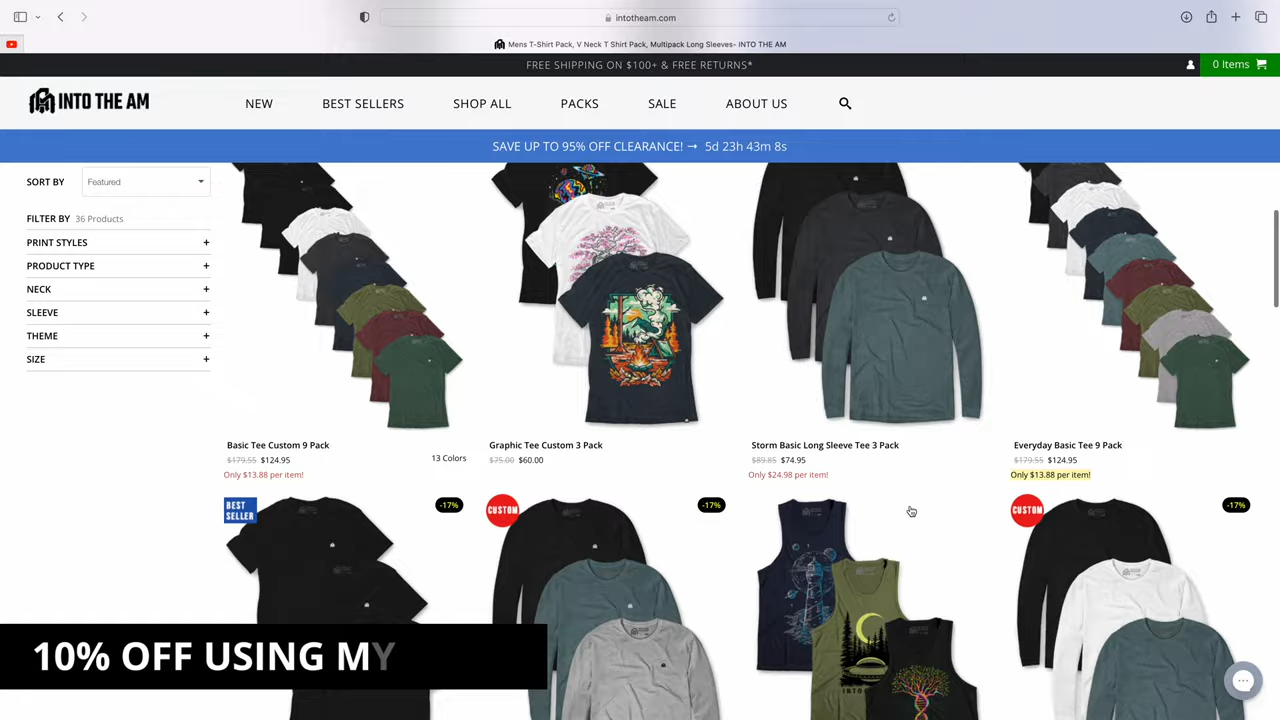 intotheam.com
Mens T-Shirt Pack, V Neck T Shirt Pack, Multipack Long Sleeves- INTO THE AM
FREE SHIPPING ON $100+ & FREE RETURNS*
0 Items
INTO THE AM
NEW BEST SELLERS SHOP ALL PACKS SALE ABOUT US
SAVE UP TO 95% OFF CLEARANCE! → 5d 23h 43m 8s
SORT BY Featured
FILTER BY 36 Products
PRINT STYLES +
PRODUCT TYPE +
NECK +
SLEEVE +
THEME +
SIZE +
Basic Tee Custom 9 Pack
$179.55 $124.95
13 Colors
Only $13.88 per item!
Graphic Tee Custom 3 Pack
$75.00 $60.00
Storm Basic Long Sleeve Tee 3 Pack
$89.85 $74.95
Only $24.98 per item!
Everyday Basic Tee 9 Pack
$179.55 $124.95
Only $13.88 per item!
BEST
SELLER
-17%
CUSTOM
-17%
CUSTOM
-17%
10% OFF USING MY